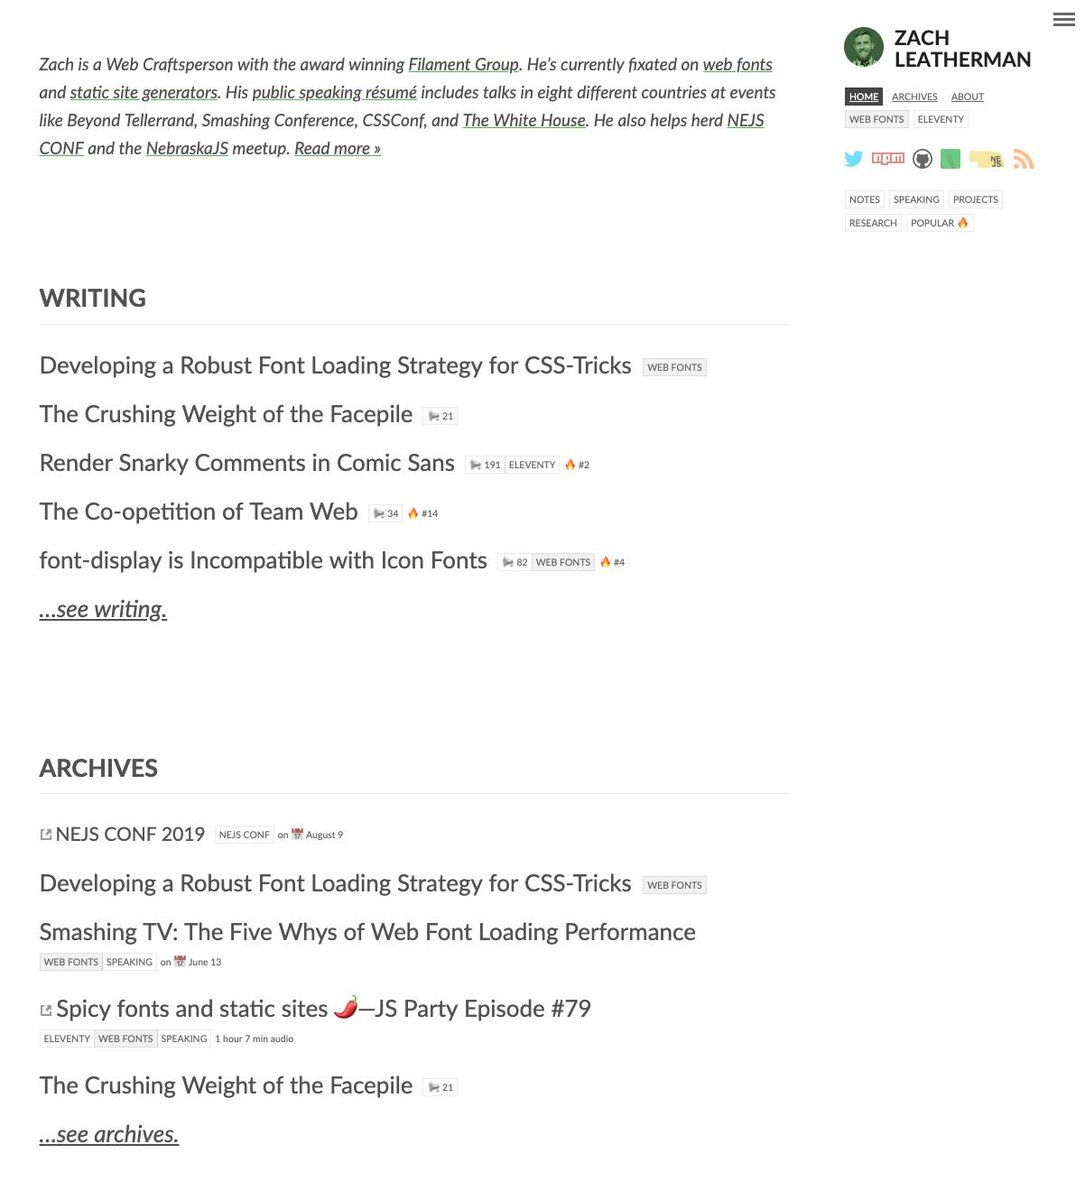 Zach is a Web Craftsperson with the award winning Filament Group. He’s currently fixated on web fonts
and static site generators. His public speaking résumé includes talks in eight different countries at events
like Beyond Tellerrand, Smashing Conference, CSSConf, and The White House. He also helps herd NEJS
CONF and the NebraskaJS meetup. Read more »
ZACH
LEATHERMAN
HOME ARCHIVES ABOUT
WEB FONTS ELEVENTY
npm NE JS
NOTES SPEAKING PROJECTS
RESEARCH POPULAR 🔥
WRITING
Developing a Robust Font Loading Strategy for CSS-Tricks WEB FONTS
The Crushing Weight of the Facepile 21
Render Snarky Comments in Comic Sans 191 ELEVENTY 🔥 #2
The Co-opetition of Team Web 34 🔥 #14
font-display is Incompatible with Icon Fonts 82 WEB FONTS 🔥 #4
…see writing.
ARCHIVES
NEJS CONF 2019 NEJS CONF on 📅 August 9
Developing a Robust Font Loading Strategy for CSS-Tricks WEB FONTS
Smashing TV: The Five Whys of Web Font Loading Performance
WEB FONTS SPEAKING on 📅 June 13
Spicy fonts and static sites 🌶️—JS Party Episode #79
ELEVENTY WEB FONTS SPEAKING 1 hour 7 min audio
The Crushing Weight of the Facepile 21
…see archives.